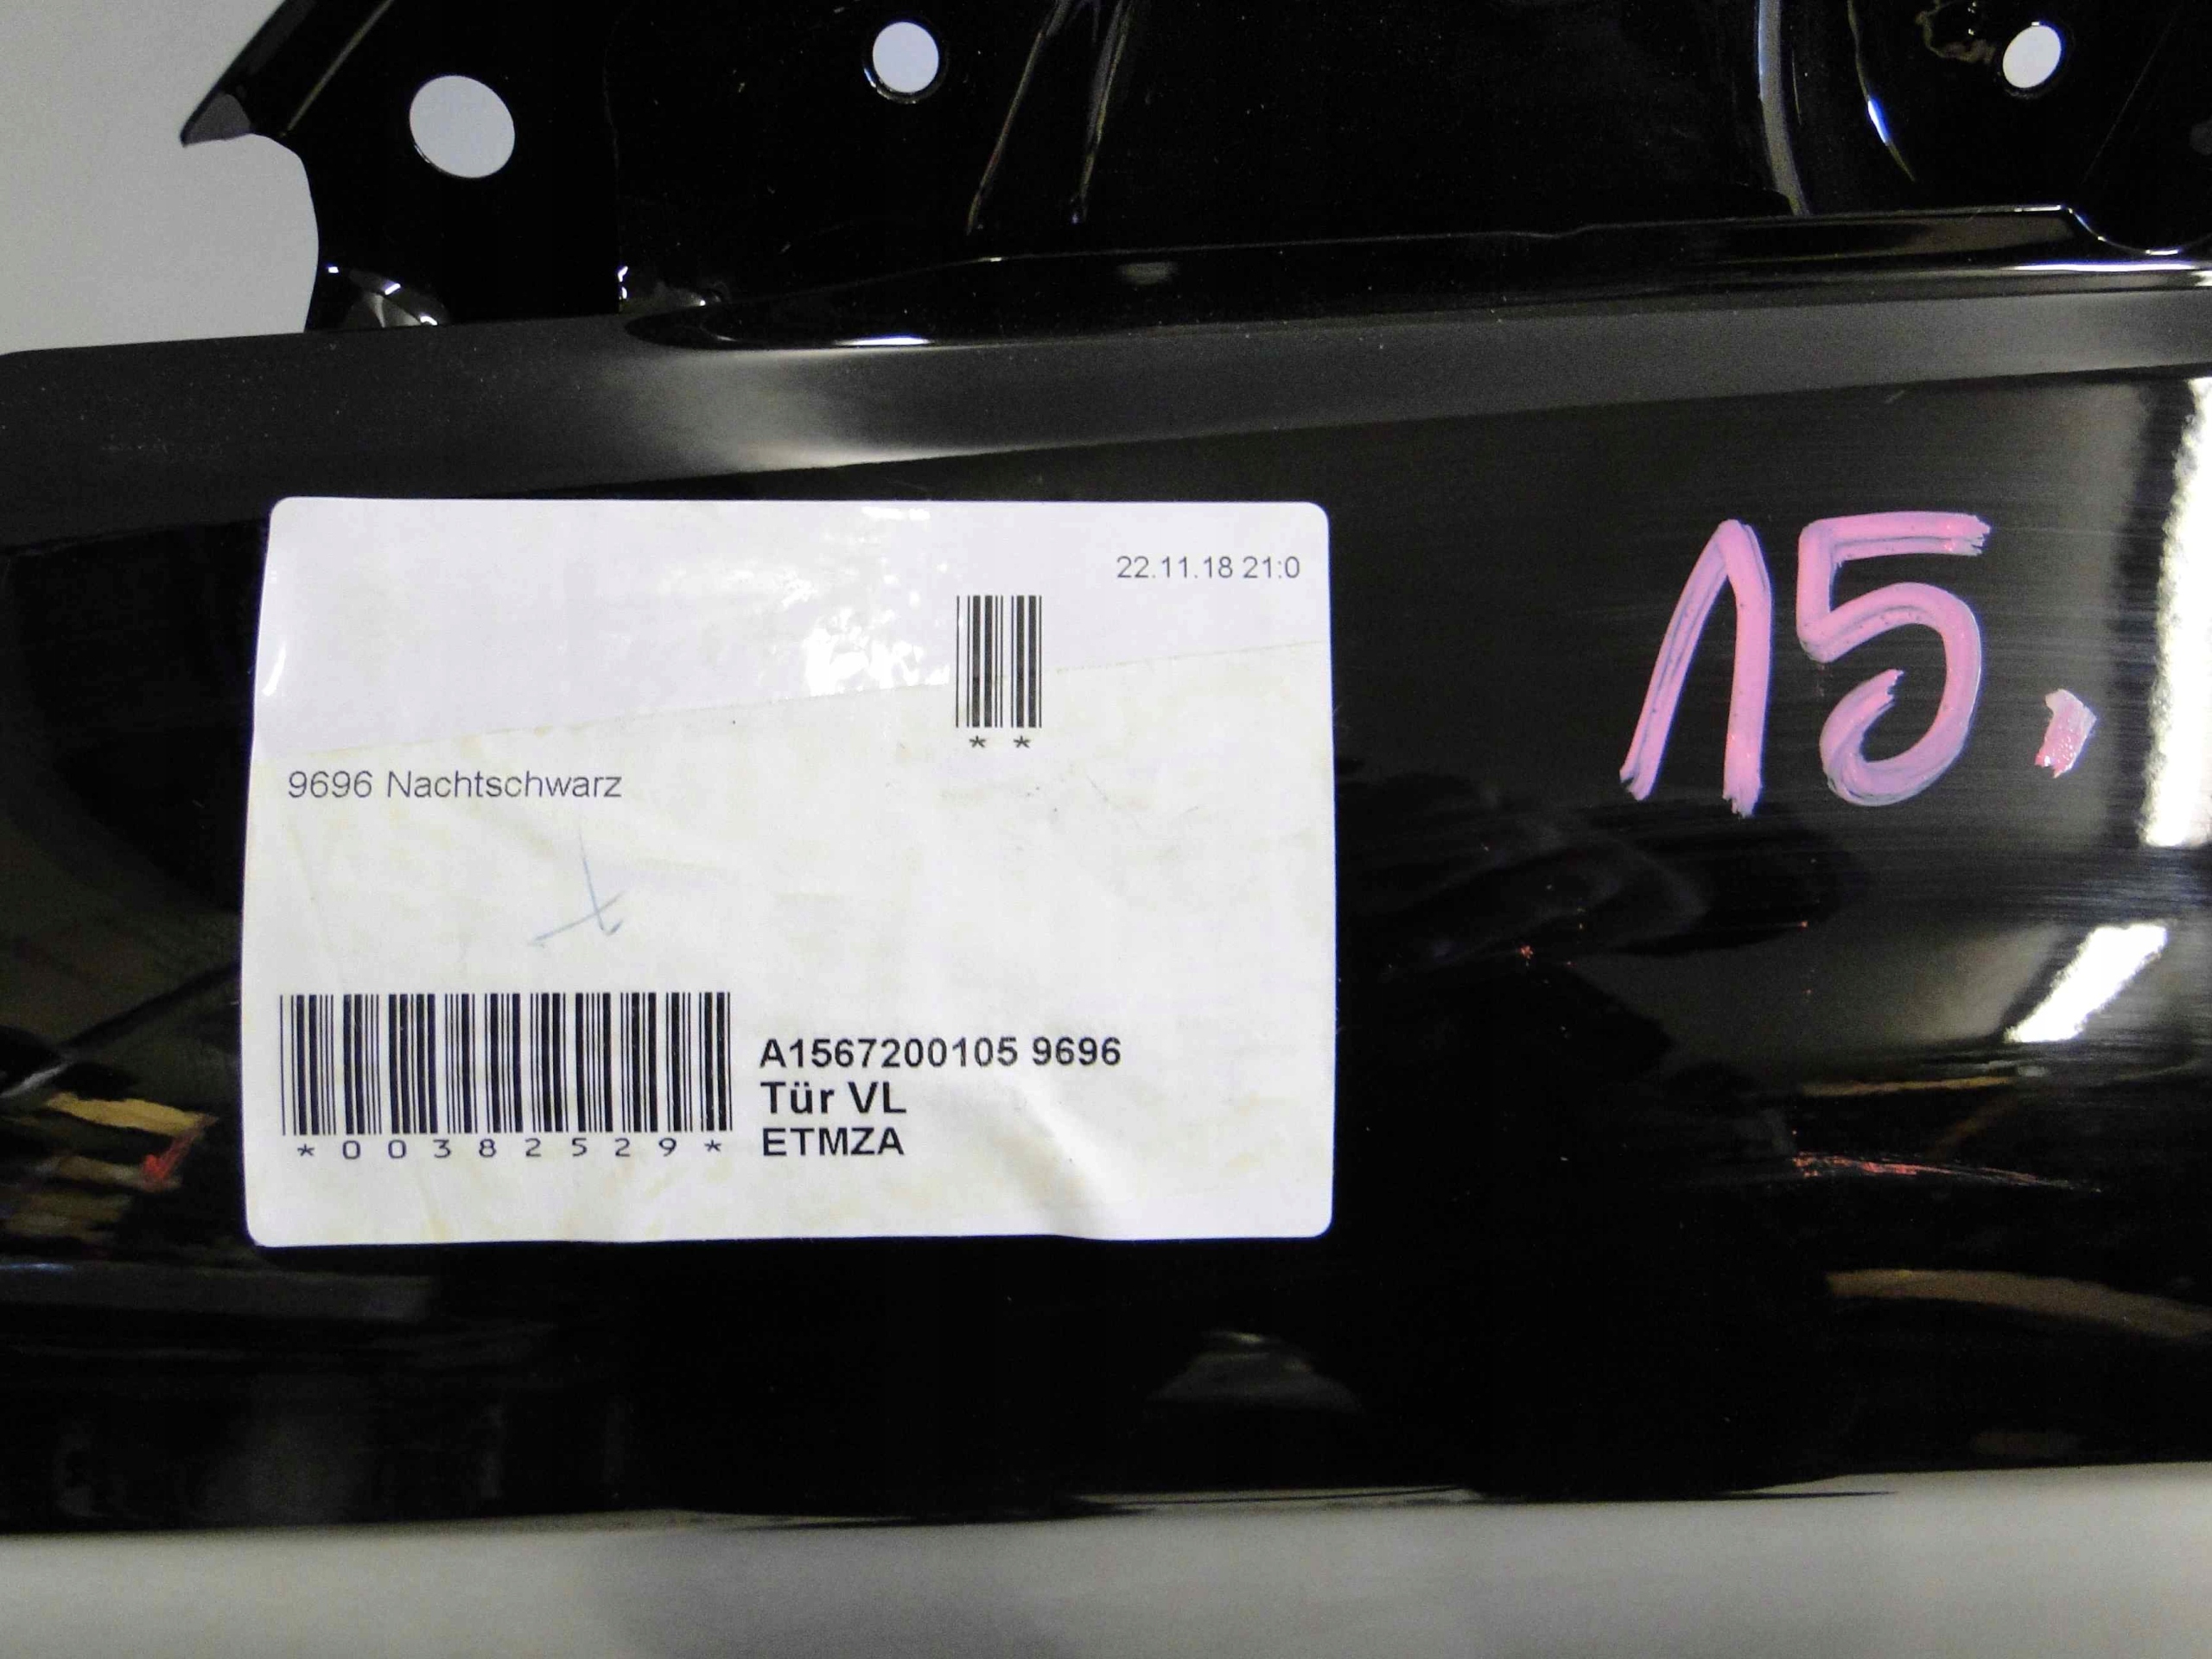 22.11.18 21:0
* *
15.
9696 Nachtschwarz
A1567200105 9696
Tür VL
*00382529*
ETMZA